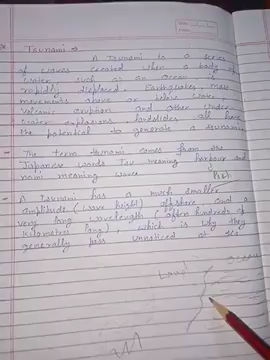 Tsunami :-
A Tsunami is a series
of waves created when a body of
water, such as an ocean is
rapidly displaced. Earthquakes, mass
movements above or below water,
volcanic eruption and other under
water explosions, landslides all have
the potential to generate a tsunami.
- The term tsunami comes from the
Japanese words Tsu meaning harbour and
nami meaning wave.
- A Tsunami has a much smaller
amplitude (wave height) offshore and a
very long wavelength (often hundreds of
kilometers long), which is why they
generally pass unnoticed at sea.
Land Ocean